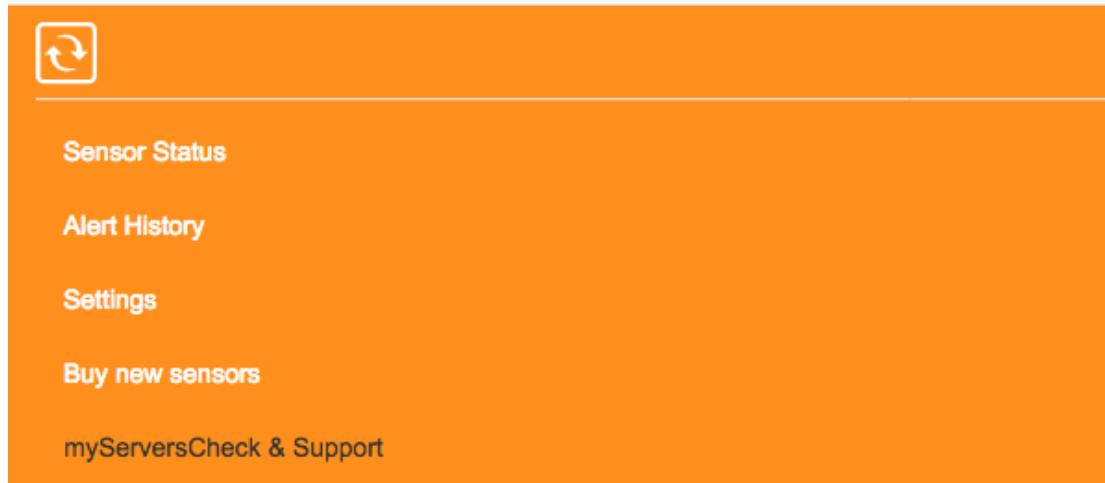 Sensor Status
Alert History
Settings
Buy new sensors
myServersCheck & Support